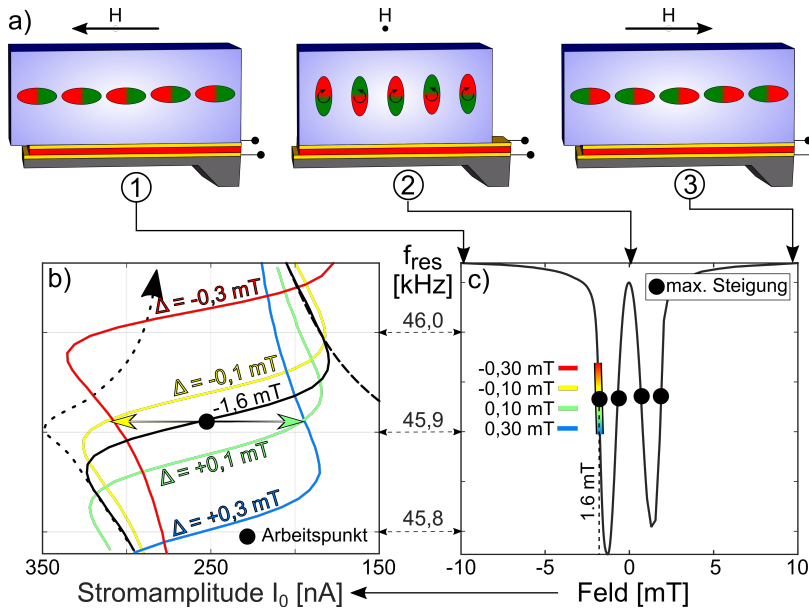 a)
H
H
H
1
2
3
b)
f_res
[kHz]
c)
max. Steigung
Δ = -0,3 mT
46,0
Δ = -0,1 mT
-1,6 mT
-0,30 mT
-0,10 mT
0,10 mT
0,30 mT
45,9
Δ = +0,1 mT
1.6 mT
Δ = +0,3 mT
45,8
Arbeitspunkt
350
250
150
-10
-5
0
5
10
Stromamplitude I₀ [nA]
Feld [mT]